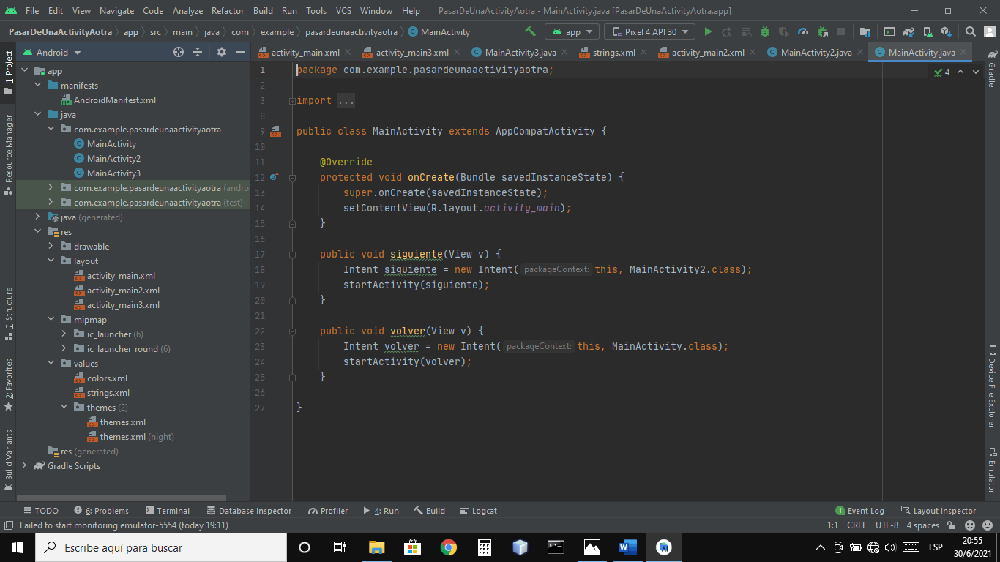 File Edit View Navigate Code Analyze Refactor Build Run Tools VCS Window Help PasarDeUnaActivityAotra - MainActivity.java [PasarDeUnaActivityAotra.app]
PasarDeUnaActivityAotra app src main java com example pasardeunaactivityaotra MainActivity app Pixel 4 API 30
1: Project
Resource Manager
7: Structure
2: Favorites
Build Variants
Android
app
manifests
AndroidManifest.xml
java
com.example.pasardeunaactivityaotra
MainActivity
MainActivity2
MainActivity3
com.example.pasardeunaactivityaotra (andro
com.example.pasardeunaactivityaotra (test)
java (generated)
res
drawable
layout
activity_main.xml
activity_main2.xml
activity_main3.xml
mipmap
ic_launcher (6)
ic_launcher_round (6)
values
colors.xml
strings.xml
themes (2)
themes.xml
themes.xml (night)
res (generated)
Gradle Scripts
activity_main.xml activity_main3.xml MainActivity3.java strings.xml activity_main2.xml MainActivity2.java MainActivity.java
1 package com.example.pasardeunaactivityaotra; 4
2
3 import ...
8
9 public class MainActivity extends AppCompatActivity {
10
11 @Override
12 protected void onCreate(Bundle savedInstanceState) {
13 super.onCreate(savedInstanceState);
14 setContentView(R.layout.activity_main);
15 }
16
17 public void siguiente(View v) {
18 Intent siguiente = new Intent( packageContext: this, MainActivity2.class);
19 startActivity(siguiente);
20 }
21
22 public void volver(View v) {
23 Intent volver = new Intent( packageContext: this, MainActivity.class);
24 startActivity(volver);
25 }
26
27 }
Gradle
Device File Explorer
Emulator
TODO 6: Problems Terminal Database Inspector Profiler 4: Run Build Logcat 1 Event Log Layout Inspector
Failed to start monitoring emulator-5554 (today 19:11) 1:1 CRLF UTF-8 4 spaces
Escribe aquí para buscar ESP 20:55
30/6/2021